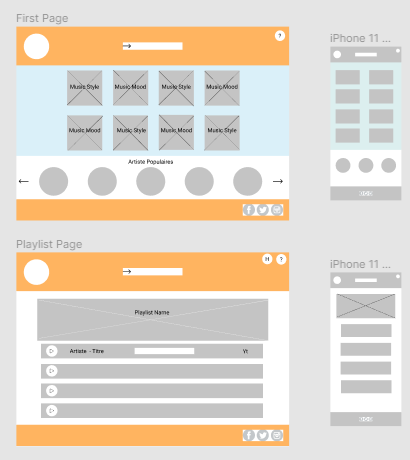 First Page
iPhone 11 ...
?
Music Style Music Mood Music Style Music Mood
Music Mood Music Style Music Mood Music Style
Artiste Populaires
Playlist Page
iPhone 11 ...
H ?
Playlist Name
Artiste - Titre Yt